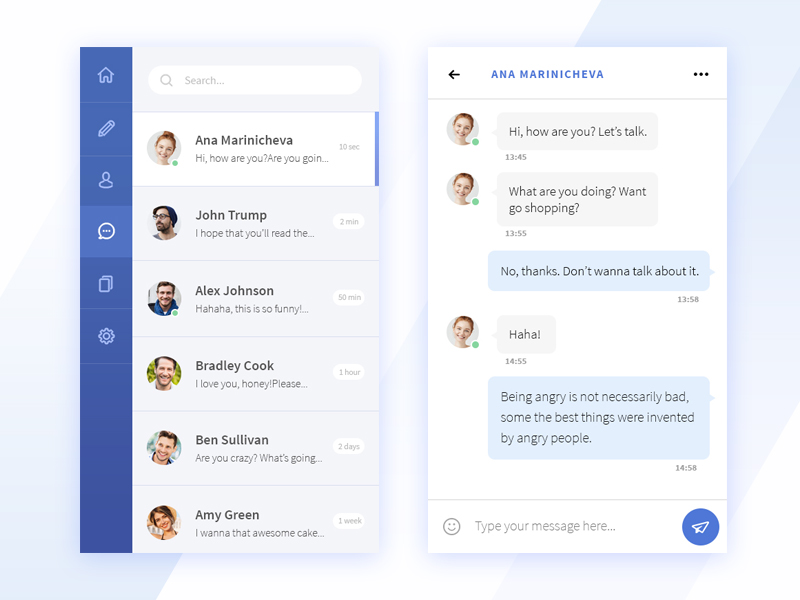 Search...
Ana Marinicheva
10 sec
Hi, how are you?Are you goin...
John Trump
2 min
I hope that you'll read the...
Alex Johnson
50 min
Hahaha, this is so funny!...
Bradley Cook
1 hour
I love you, honey!Please...
Ben Sullivan
2 days
Are you crazy? What's going...
Amy Green
1 week
I wanna that awesome cake...
ANA MARINICHEVA
Hi, how are you? Let's talk.
13:45
What are you doing? Want
go shopping?
13:55
No, thanks. Don't wanna talk about it.
13:58
Haha!
14:55
Being angry is not necessarily bad,
some the best things were invented
by angry people.
14:58
Type your message here...